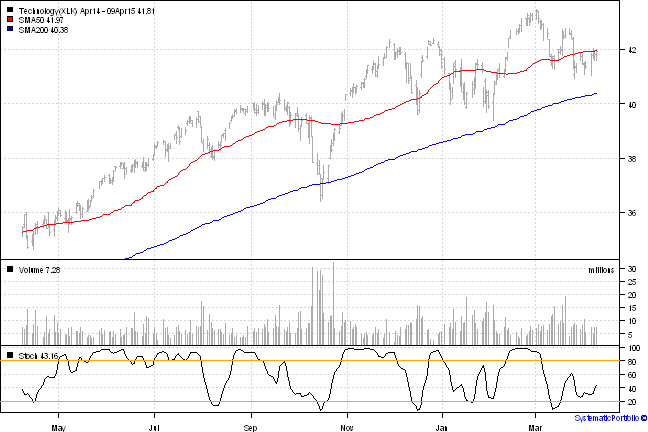 Technology(XLK) Apr14 - 09Apr15 41.81
SMA50 41.97
SMA200 40.38
42
40
38
36
Volume 7.28
millions
30
25
20
15
10
5
Stoch 43.16
100
80
60
40
20
May
Jul
Sep
Nov
Jan
Mar
SystematicPortfolio ©